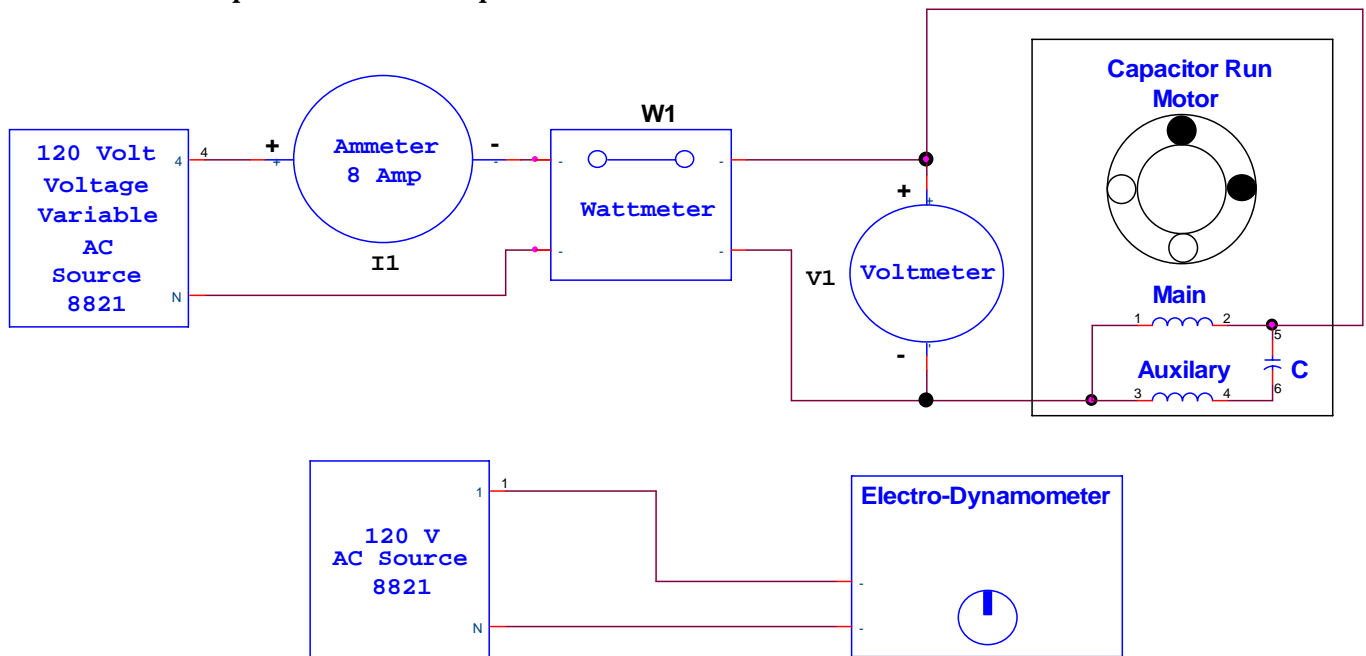 120 Volt
Voltage
Variable
AC
Source
8821
4
4
N
+
+
Ammeter
8 Amp
-
-
I1
W1
-
-
Wattmeter
-
-
+
+
V1
Voltmeter
-
Capacitor Run
Motor
Main
1
2
5
Auxilary
C
3
4
6
120 V
AC Source
8821
1
1
N
Electro-Dynamometer
-
-